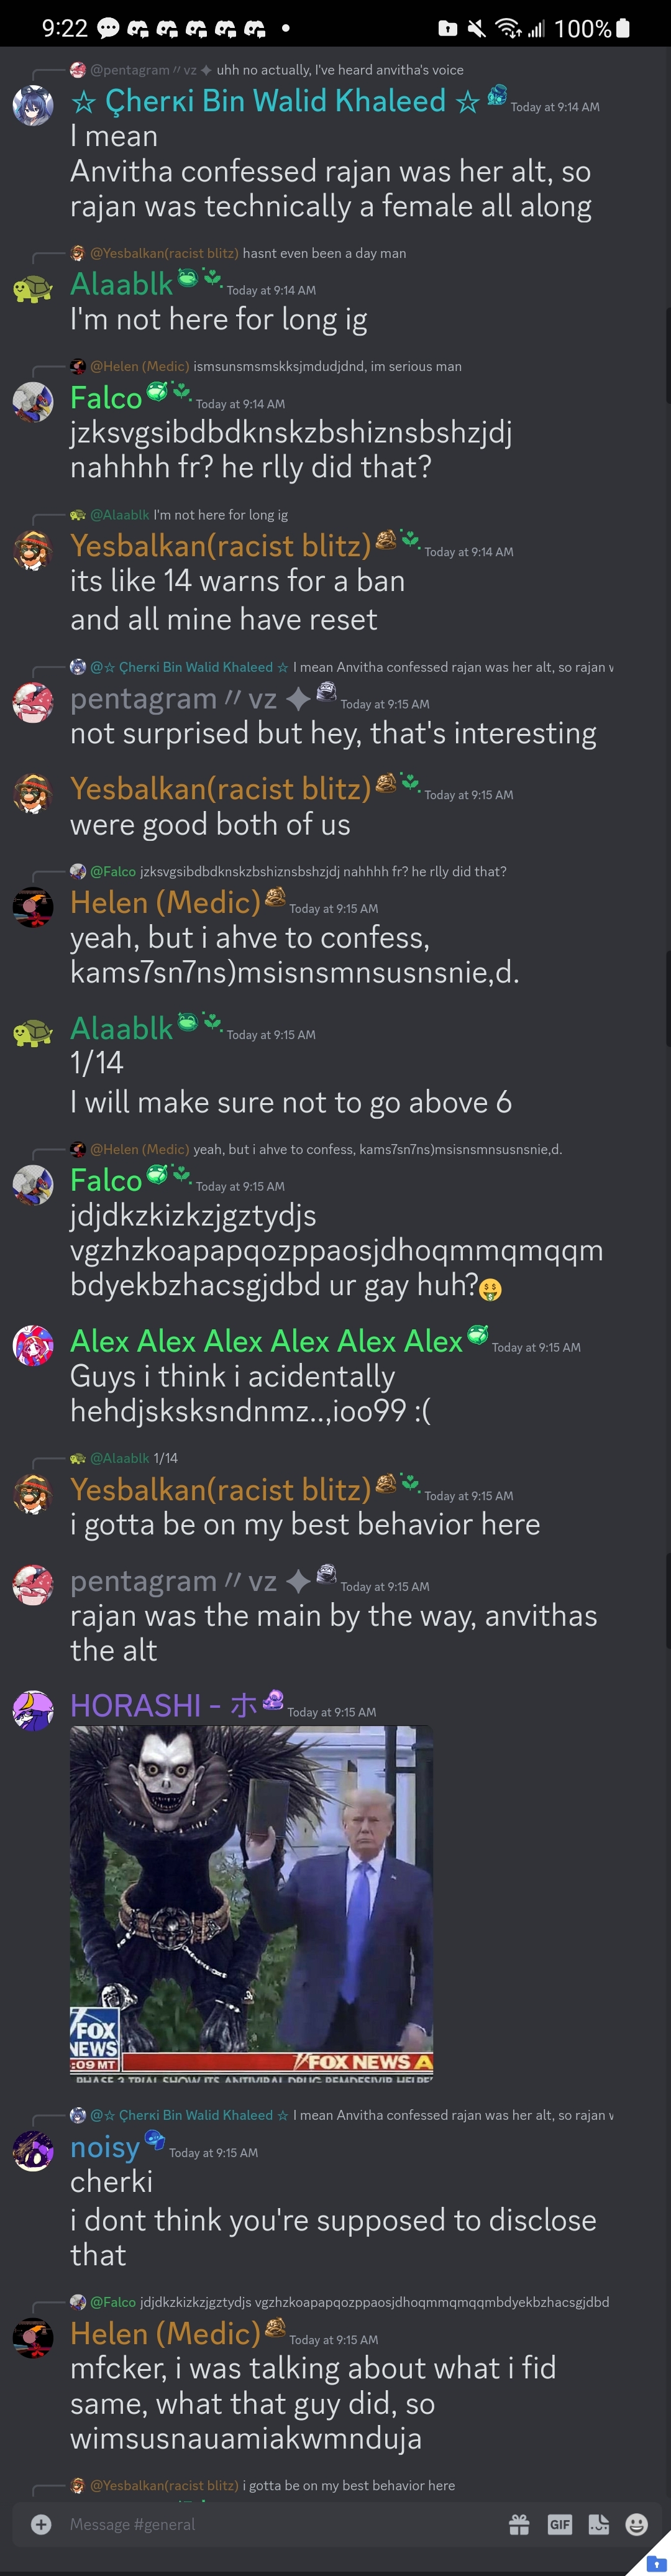 9:22 100%
@pentagram〃vz ✦ uhh no actually, I've heard anvitha's voice
☆ Çherкi Bin Walid Khaleed ☆ Today at 9:14 AM
I mean
Anvitha confessed rajan was her alt, so
rajan was technically a female all along
@Yesbalkan(racist blitz) hasnt even been a day man
Alaablk Today at 9:14 AM
I'm not here for long ig
@Helen (Medic) ismsunsmsmskksjmdudjdnd, im serious man
Falco Today at 9:14 AM
jzksvgsibdbdknskzbshiznsbshzjdj
nahhhh fr? he rlly did that?
@Alaablk I'm not here for long ig
Yesbalkan(racist blitz) Today at 9:14 AM
its like 14 warns for a ban
and all mine have reset
@☆ Çherкi Bin Walid Khaleed ☆ I mean Anvitha confessed rajan was her alt, so rajan
pentagram〃vz ✦ Today at 9:15 AM
not surprised but hey, that's interesting
Yesbalkan(racist blitz) Today at 9:15 AM
were good both of us
@Falco jzksvgsibdbdknskzbshiznsbshzjdj nahhhh fr? he rlly did that?
Helen (Medic) Today at 9:15 AM
yeah, but i ahve to confess,
kams7sn7ns)msisnsmnsusnsnie,d.
Alaablk Today at 9:15 AM
1/14
I will make sure not to go above 6
@Helen (Medic) yeah, but i ahve to confess, kams7sn7ns)msisnsmnsusnsnie,d.
Falco Today at 9:15 AM
jdjdkzkizkzjgztydjs
vgzhzkoapapqozppaosjdhoqmmqmqqm
bdyekbzhacsgjdbd ur gay huh?🤑
Alex Alex Alex Alex Alex Alex Today at 9:15 AM
Guys i think i acidentally
hehdjsksksndnmz..,ioo99 :(
@Alaablk 1/14
Yesbalkan(racist blitz) Today at 9:15 AM
i gotta be on my best behavior here
pentagram〃vz ✦ Today at 9:15 AM
rajan was the main by the way, anvithas
the alt
HORASHI - ホ Today at 9:15 AM
FOX
NEWS
:09 MT FOX NEWS A
PHASE 3 TRIAL SHOW ITS ANTIVIRAL DRUG REMDESIVIR HELPE
@☆ Çherкi Bin Walid Khaleed ☆ I mean Anvitha confessed rajan was her alt, so rajan
noisy Today at 9:15 AM
cherki
i dont think you're supposed to disclose
that
@Falco jdjdkzkizkzjgztydjs vgzhzkoapapqozppaosjdhoqmmqmqqmbdyekbzhacsgjdbd
Helen (Medic) Today at 9:15 AM
mfcker, i was talking about what i fid
same, what that guy did, so
wimsusnauamiakwmnduja
@Yesbalkan(racist blitz) i gotta be on my best behavior here
Message #general
GIF